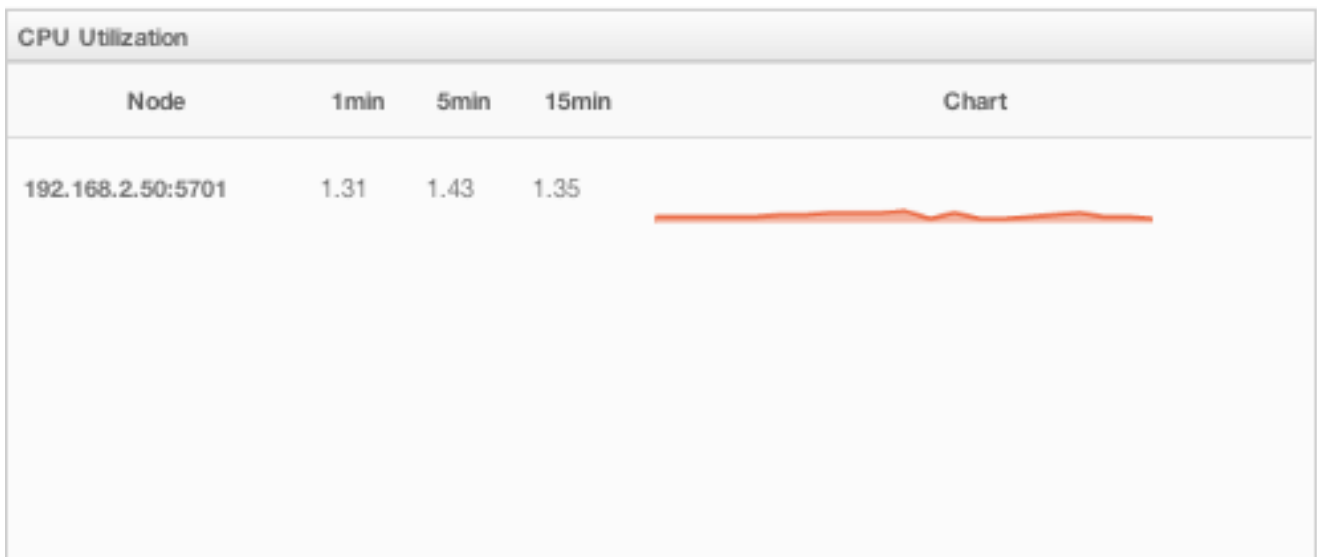 CPU Utilization
Node 1min 5min 15min Chart
192.168.2.50:5701 1.31 1.43 1.35